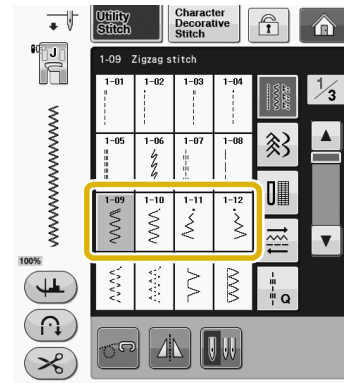 Utility
Stitch
Character
Decorative
Stitch
J
1-09 Zigzag stitch
1/3
1-01 1-02 1-03 1-04
1-05 1-06 1-07 1-08
1-09 1-10 1-11 1-12
100%
Q